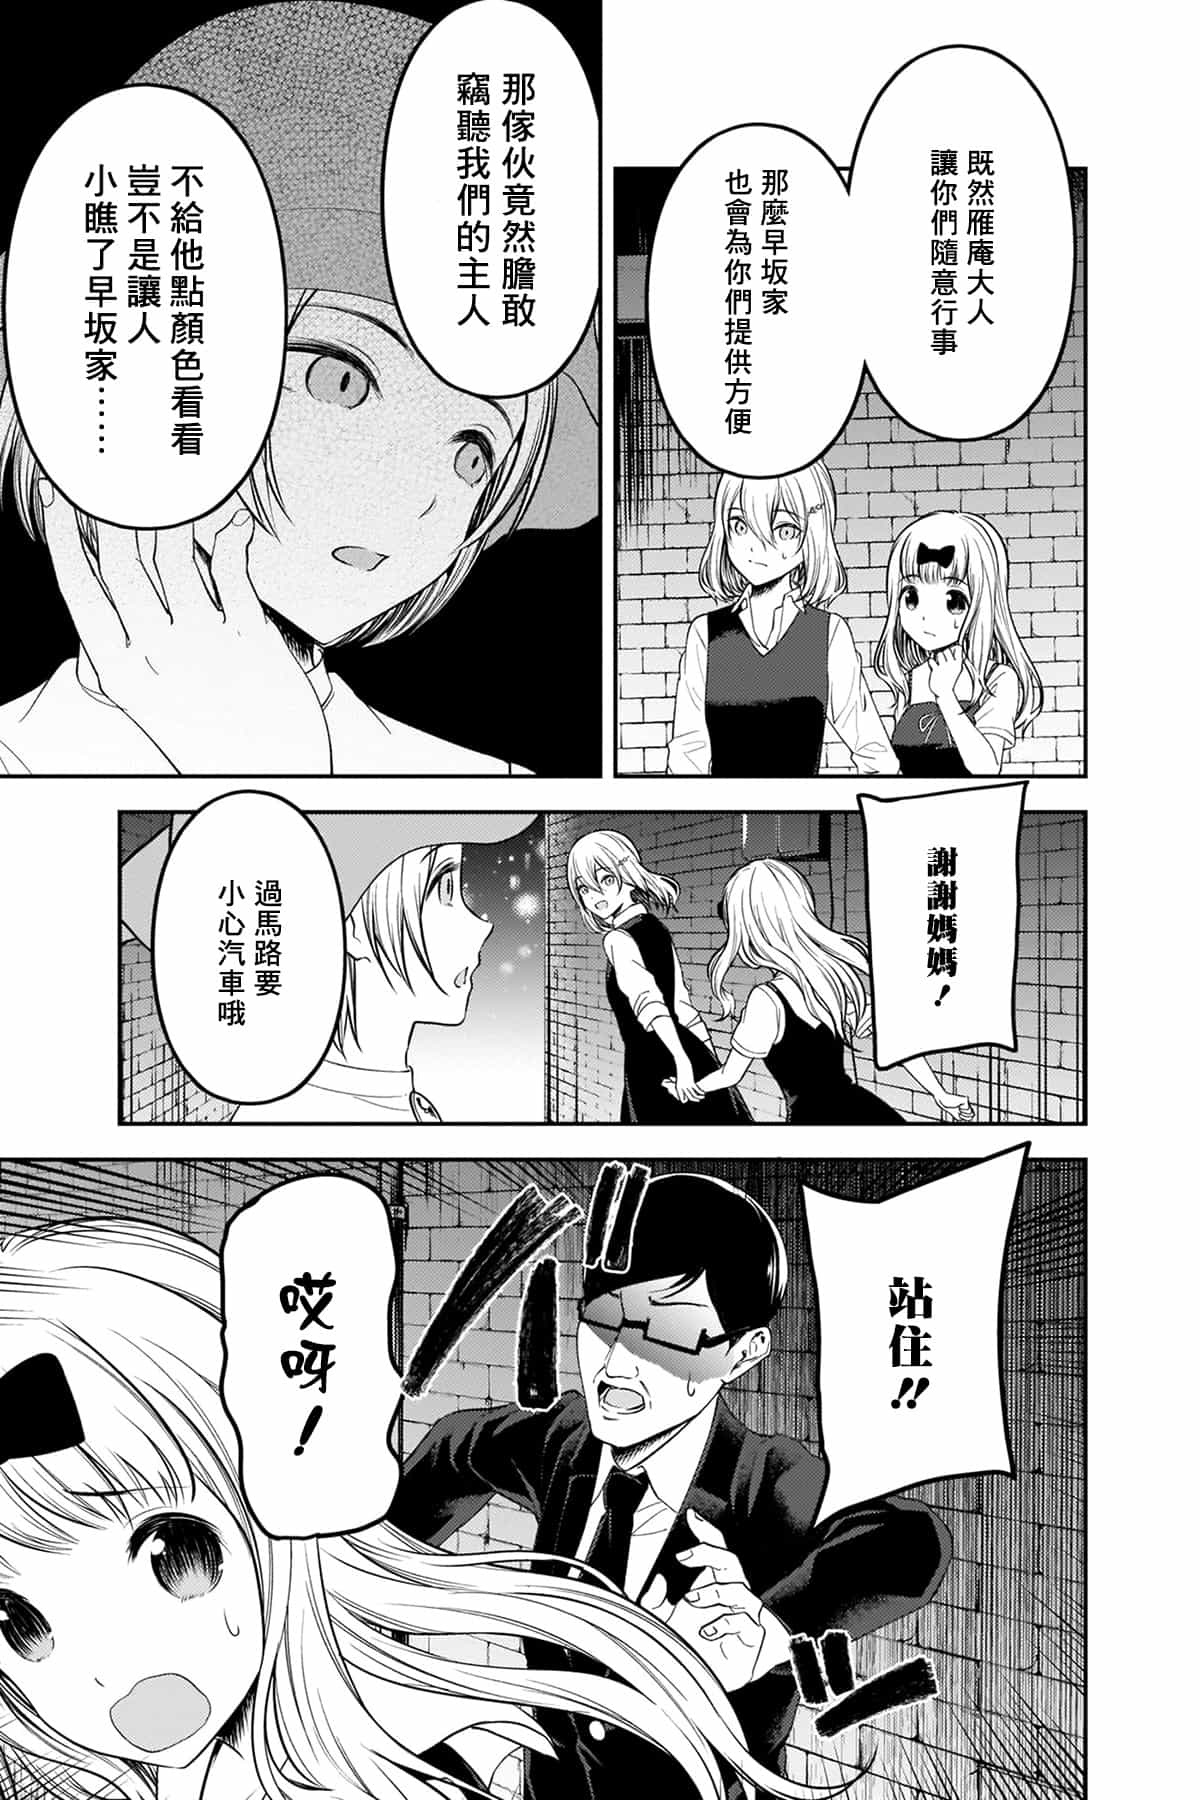 既然雁庵大人
讓你們隨意行事
那麼早坂家
也會為你們提供方便
那傢伙竟然膽敢
竊聽我們的主人
不給他點顏色看看
豈不是讓人
小瞧了早坂家……
謝謝媽媽！
過馬路要
小心汽車哦
站住！！
哎呀！